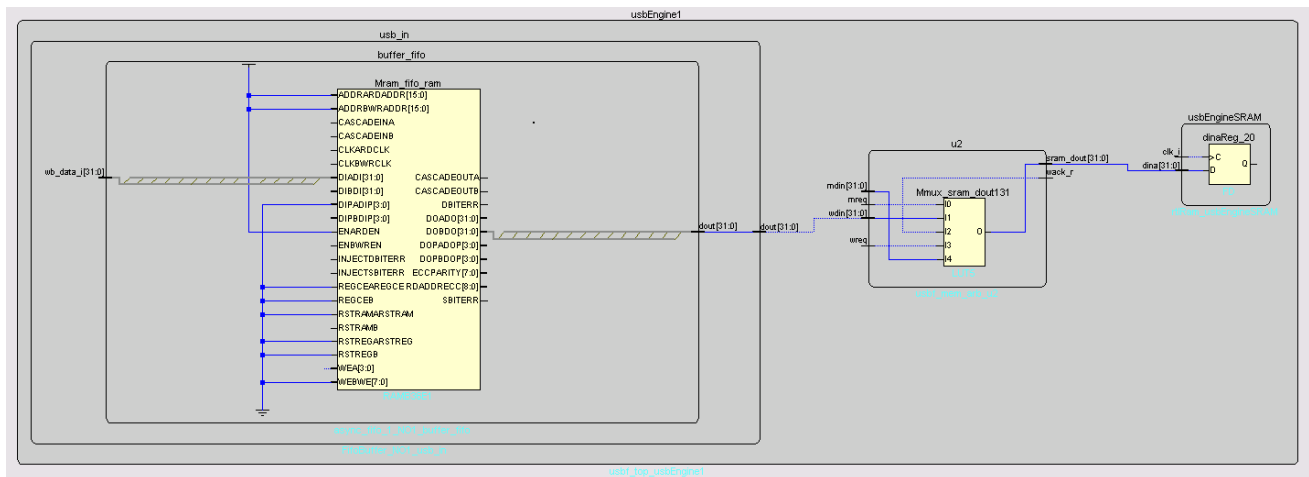 usbEngine1
usb_in
buffer_fifo
Mram_fifo_ram
ADDRARDADDR[15:0]
ADDRBWRADDR[15:0]
CASCADEINA
CASCADEINB
CLKARDCLK
CLKBWRCLK
wb_data_i[31:0]
DIADI[31:0] CASCADEOUTA
DIBDI[31:0] CASCADEOUTB
DIPADIP[3:0] DBITERR
DIPBDIP[3:0] DOADO[31:0]
ENARDEN DOBDO[31:0]
ENBWREN DOPADOP[3:0]
INJECTDBITERR DOPBDOP[3:0]
INJECTSBITERR ECCPARITY[7:0]
REGCEAREGCE RDADDRECC[8:0]
REGCEB SBITERR
RSTRAMARSTRAM
RSTRAMB
RSTREGARSTREG
RSTREGB
WEA[3:0]
WEBWE[7:0]
dout[31:0] dout[31:0]
u2
sram_dout[31:0]
wack_r
mdin[31:0]
mreq
wdin[31:0]
wreq
Mmux_sram_dout131
I0
I1
I2 O
I3
I4
usbEngineSRAM
dinaReg_20
clk_i C Q
dina[31:0] D
usbf_top_usbEngine1